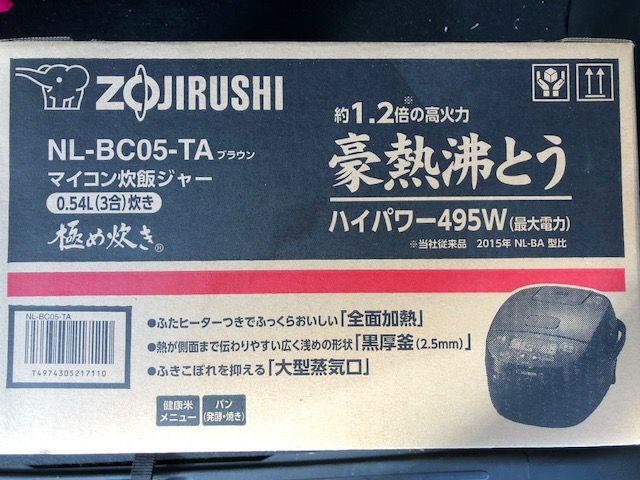 ZOJIRUSHI
NL-BC05-TA ブラウン
マイコン炊飯ジャー
0.54L(3合)炊き
極め炊き®
約1.2倍※の高火力
豪熱沸とう
ハイパワー495W(最大電力)
※当社従来品 2015年 NL-BA 型比
NL-BC05-TA
T4974305217110
●ふたヒーターつきでふっくらおいしい「全面加熱」
●熱が側面まで伝わりやすい広く浅めの形状「黒厚釜(2.5mm)」
●ふきこぼれを抑える「大型蒸気口」
健康米
メニュー
パン
(発酵・焼き)